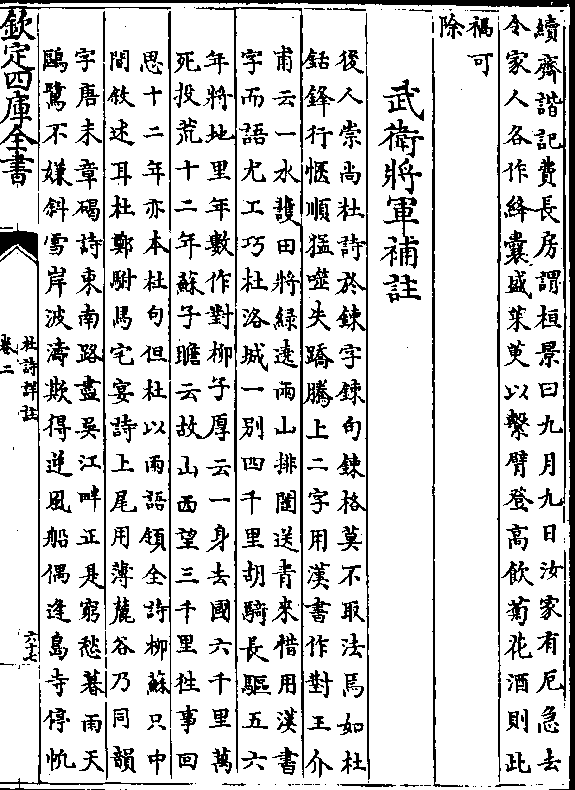 續齊諧記費長房謂桓景曰九月九日汝家有厄急去
令家人各作絳囊盛茱萸以繫臂登高飲菊花酒則此
禍可
除
武衛將軍補註
後人崇尚杜詩於鍊字鍊句鍊格莫不取法焉如杜
銛鋒行愜順猛噬失蹻騰上二字用漢書作對王介
甫云一水護田將緑遶兩山排闥送青來惜用漢書
字而語尤工巧杜洛城一别四千里胡騎長驅五六
年將地里年數作對柳子厚云一身去國六千里萬
死投荒十二年蘇子瞻云故山西望三千里徃事回
思十二年亦本杜句但杜以兩語領全詩柳蘇只中
間敘述耳杜鄭駙馬宅宴詩上尾用薄麓谷乃同韻
字唐末章碣詩東南路盡吳江畔正是窮愁暮雨天
鷗鷺不嫌斜雪岸波濤欺得逆風船偶逢島寺停帆
欽定四庫全書
杜詩詳註
卷二
六十七